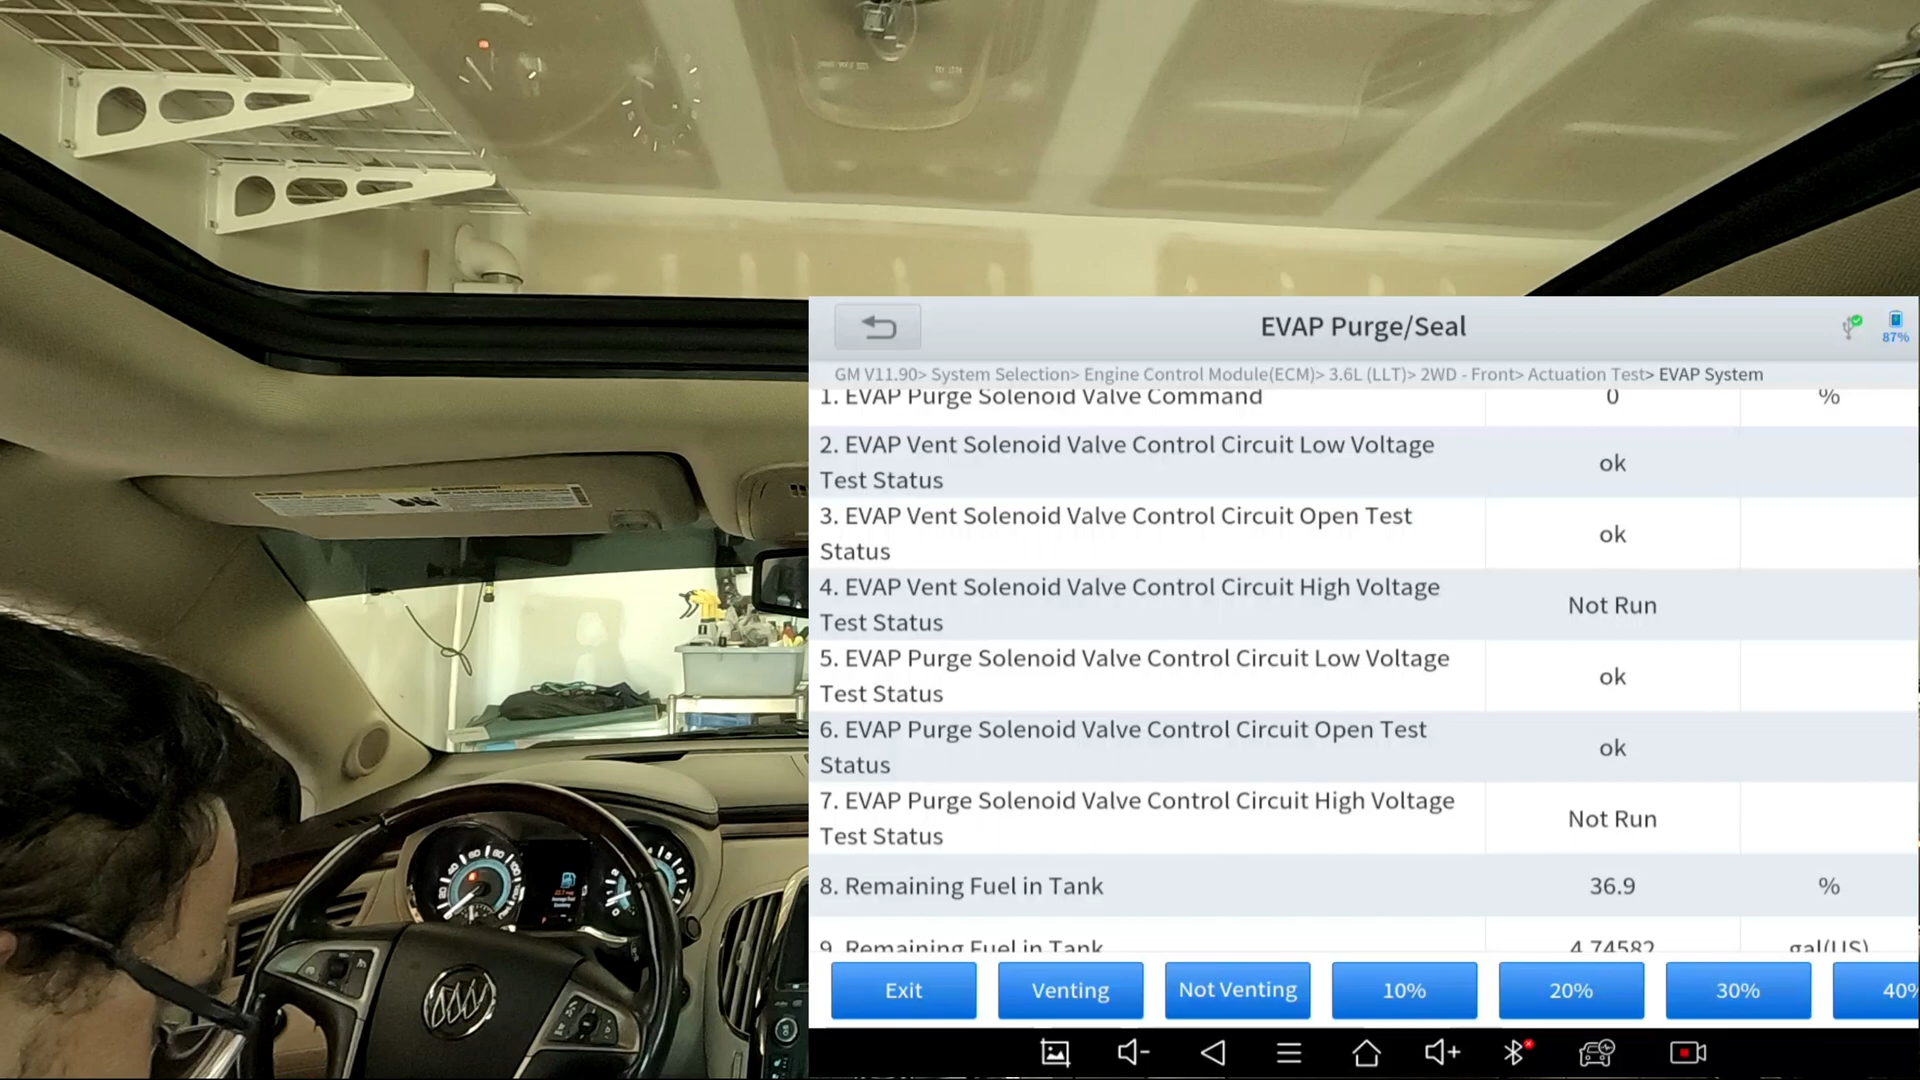 EVAP Purge/Seal
87%
GM V11.90> System Selection> Engine Control Module(ECM)> 3.6L (LLT)> 2WD - Front> Actuation Test> EVAP System
1. EVAP Purge Solenoid Valve Command 0 %
2. EVAP Vent Solenoid Valve Control Circuit Low Voltage
Test Status
ok
3. EVAP Vent Solenoid Valve Control Circuit Open Test
Status
ok
4. EVAP Vent Solenoid Valve Control Circuit High Voltage
Test Status
Not Run
5. EVAP Purge Solenoid Valve Control Circuit Low Voltage
Test Status
ok
6. EVAP Purge Solenoid Valve Control Circuit Open Test
Status
ok
7. EVAP Purge Solenoid Valve Control Circuit High Voltage
Test Status
Not Run
8. Remaining Fuel in Tank 36.9 %
9. Remaining Fuel in Tank 4.74582 gal(US)
Exit Venting Not Venting 10% 20% 30% 40%